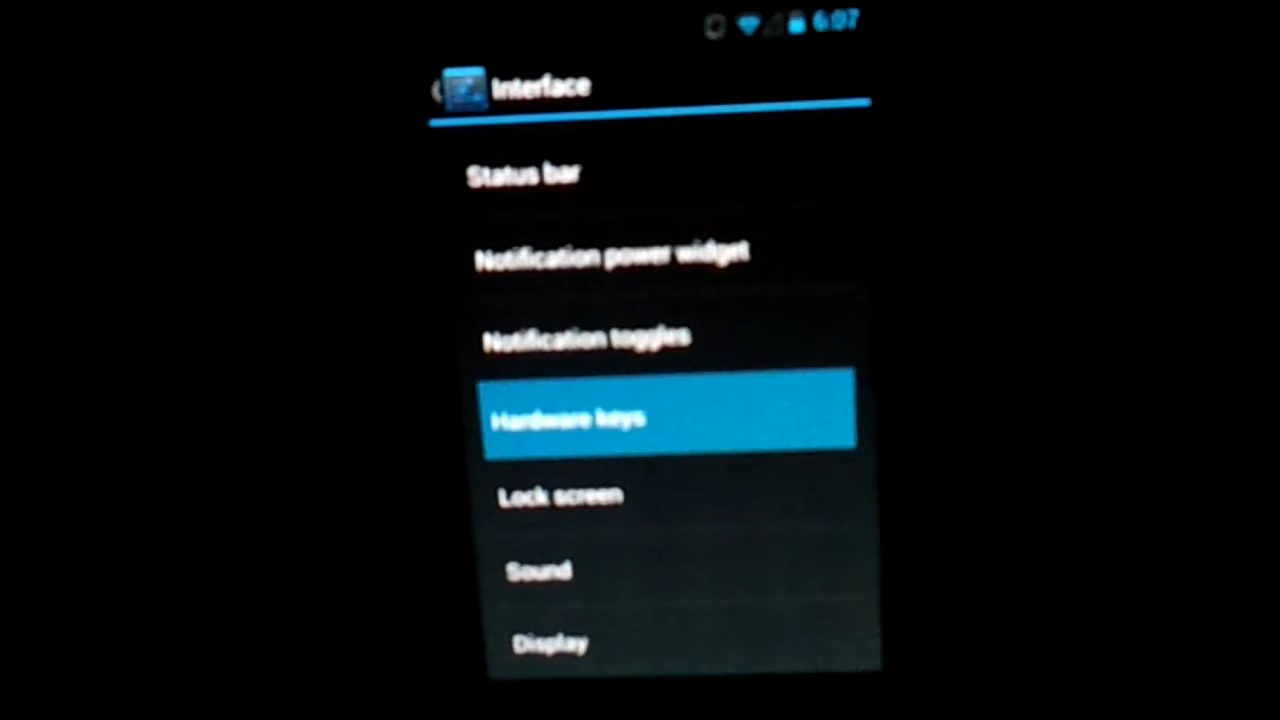 6:07
Interface
Status bar
Notification power widget
Notification toggles
Hardware keys
Lock screen
Sound
Display